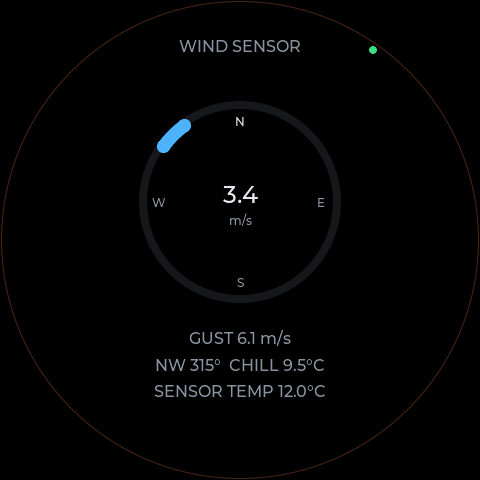 WIND SENSOR
N
W
E
3.4
m/s
S
GUST 6.1 m/s
NW 315°  CHILL 9.5°C
SENSOR TEMP 12.0°C